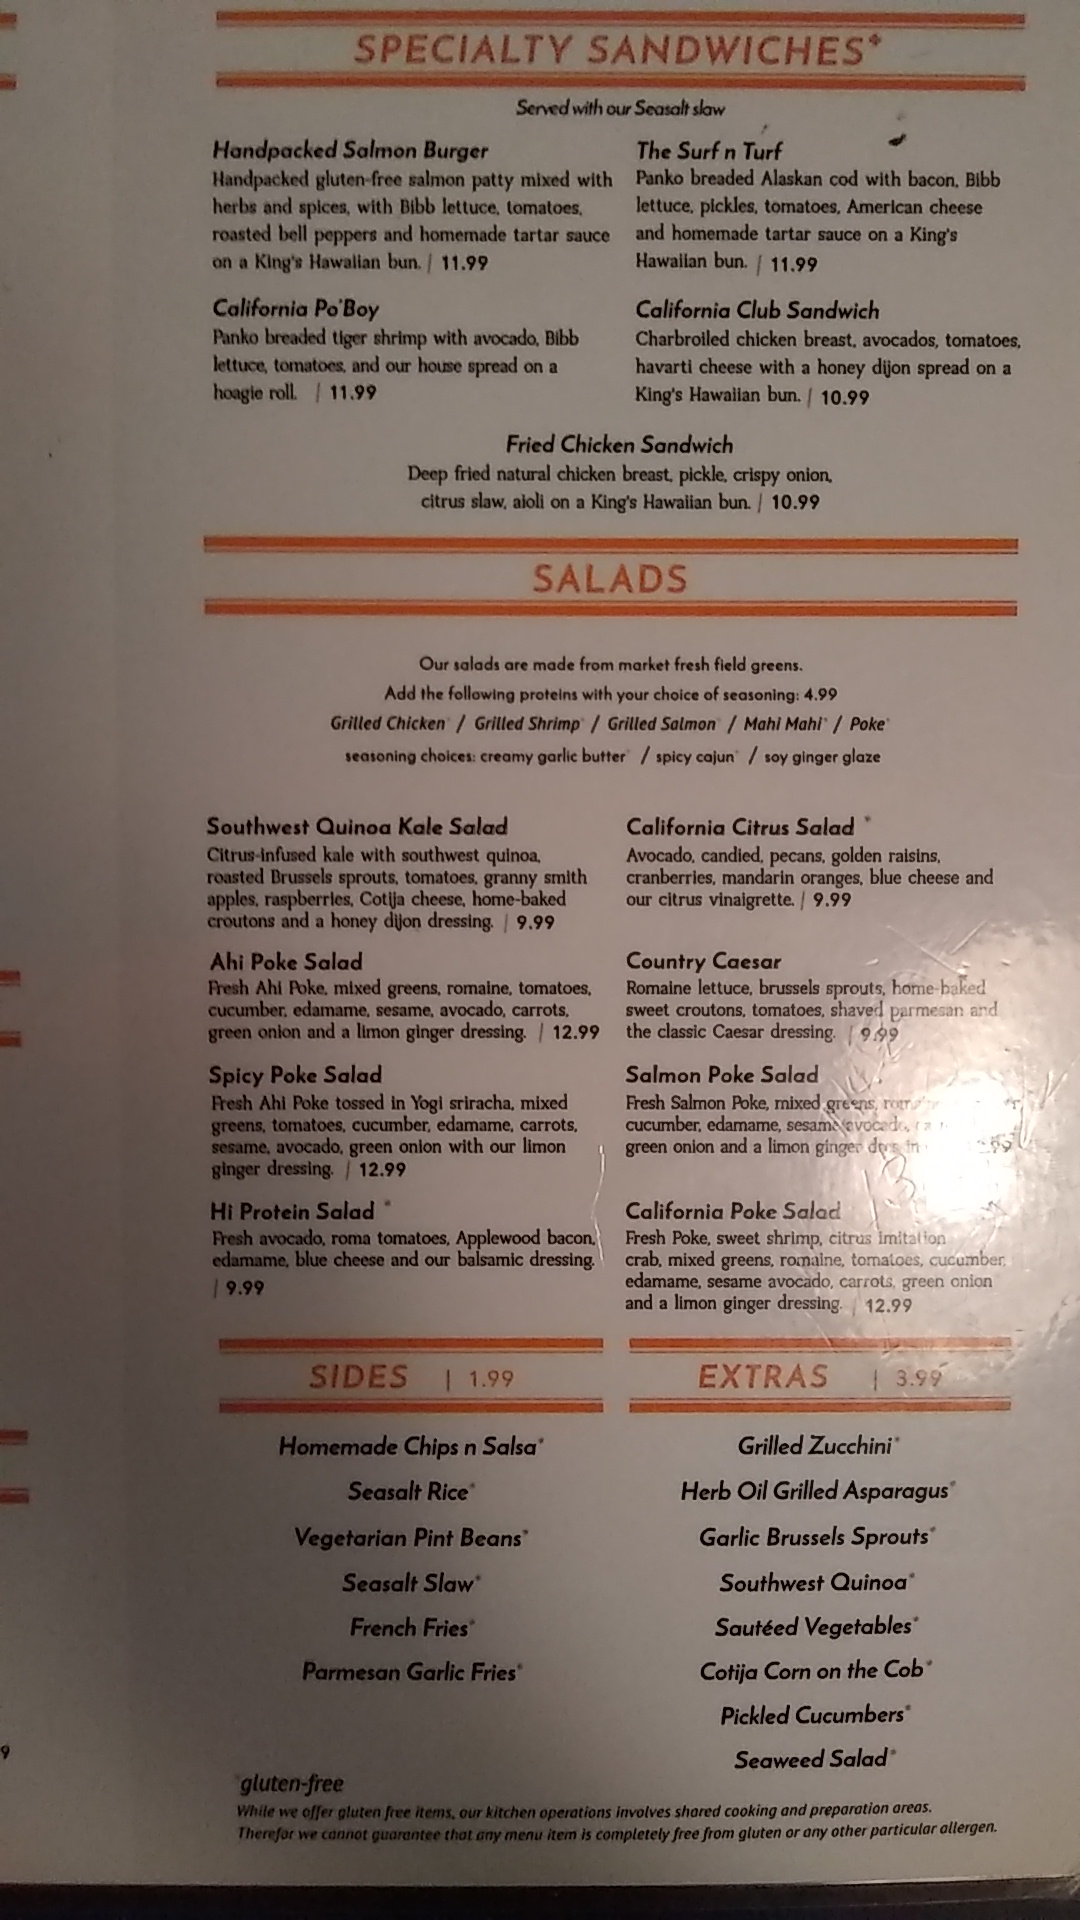 SPECIALTY SANDWICHES*
Served with our Seasalt slaw
Handpacked Salmon Burger
Handpacked gluten-free salmon patty mixed with
herbs and spices, with Bibb lettuce, tomatoes,
roasted bell peppers and homemade tartar sauce
on a King's Hawaiian bun. | 11.99
The Surf n Turf
Panko breaded Alaskan cod with bacon, Bibb
lettuce, pickles, tomatoes, American cheese
and homemade tartar sauce on a King's
Hawaiian bun. | 11.99
California Po'Boy
Panko breaded tiger shrimp with avocado, Bibb
lettuce, tomatoes, and our house spread on a
hoagie roll. | 11.99
California Club Sandwich
Charbroiled chicken breast, avocados, tomatoes,
havarti cheese with a honey dijon spread on a
King's Hawaiian bun. | 10.99
Fried Chicken Sandwich
Deep fried natural chicken breast, pickle, crispy onion,
citrus slaw, aioli on a King's Hawaiian bun. | 10.99
SALADS
Our salads are made from market fresh field greens.
Add the following proteins with your choice of seasoning: 4.99
Grilled Chicken* / Grilled Shrimp* / Grilled Salmon* / Mahi Mahi* / Poke*
seasoning choices: creamy garlic butter* / spicy cajun* / soy ginger glaze
Southwest Quinoa Kale Salad
Citrus-infused kale with southwest quinoa,
roasted Brussels sprouts, tomatoes, granny smith
apples, raspberries, Cotija cheese, home-baked
croutons and a honey dijon dressing. | 9.99
California Citrus Salad *
Avocado, candied, pecans, golden raisins,
cranberries, mandarin oranges, blue cheese and
our citrus vinaigrette. | 9.99
Ahi Poke Salad
Fresh Ahi Poke, mixed greens, romaine, tomatoes,
cucumber, edamame, sesame, avocado, carrots,
green onion and a limon ginger dressing. | 12.99
Country Caesar
Romaine lettuce, brussels sprouts, home-baked
sweet croutons, tomatoes, shaved parmesan and
the classic Caesar dressing. | 9.99
Spicy Poke Salad
Fresh Ahi Poke tossed in Yogi sriracha, mixed
greens, tomatoes, cucumber, edamame, carrots,
sesame, avocado, green onion with our limon
ginger dressing. | 12.99
Salmon Poke Salad
Fresh Salmon Poke, mixed greens,
cucumber, edamame, sesame avocado,
green onion and a limon ginger
13
Hi Protein Salad *
Fresh avocado, roma tomatoes, Applewood bacon,
edamame, blue cheese and our balsamic dressing.
| 9.99
California Poke Salad
Fresh Poke, sweet shrimp, citrus imitation
crab, mixed greens, romaine, tomatoes, cucumber,
edamame, sesame avocado, carrots, green onion
and a limon ginger dressing. | 12.99
SIDES | 1.99
Homemade Chips n Salsa*
Seasalt Rice*
Vegetarian Pint Beans*
Seasalt Slaw*
French Fries*
Parmesan Garlic Fries*
EXTRAS | 3.99
Grilled Zucchini*
Herb Oil Grilled Asparagus*
Garlic Brussels Sprouts*
Southwest Quinoa*
Sautéed Vegetables*
Cotija Corn on the Cob*
Pickled Cucumbers*
Seaweed Salad*
9
*gluten-free
While we offer gluten free items, our kitchen operations involves shared cooking and preparation areas.
Therefor we cannot guarantee that any menu item is completely free from gluten or any other particular allergen.